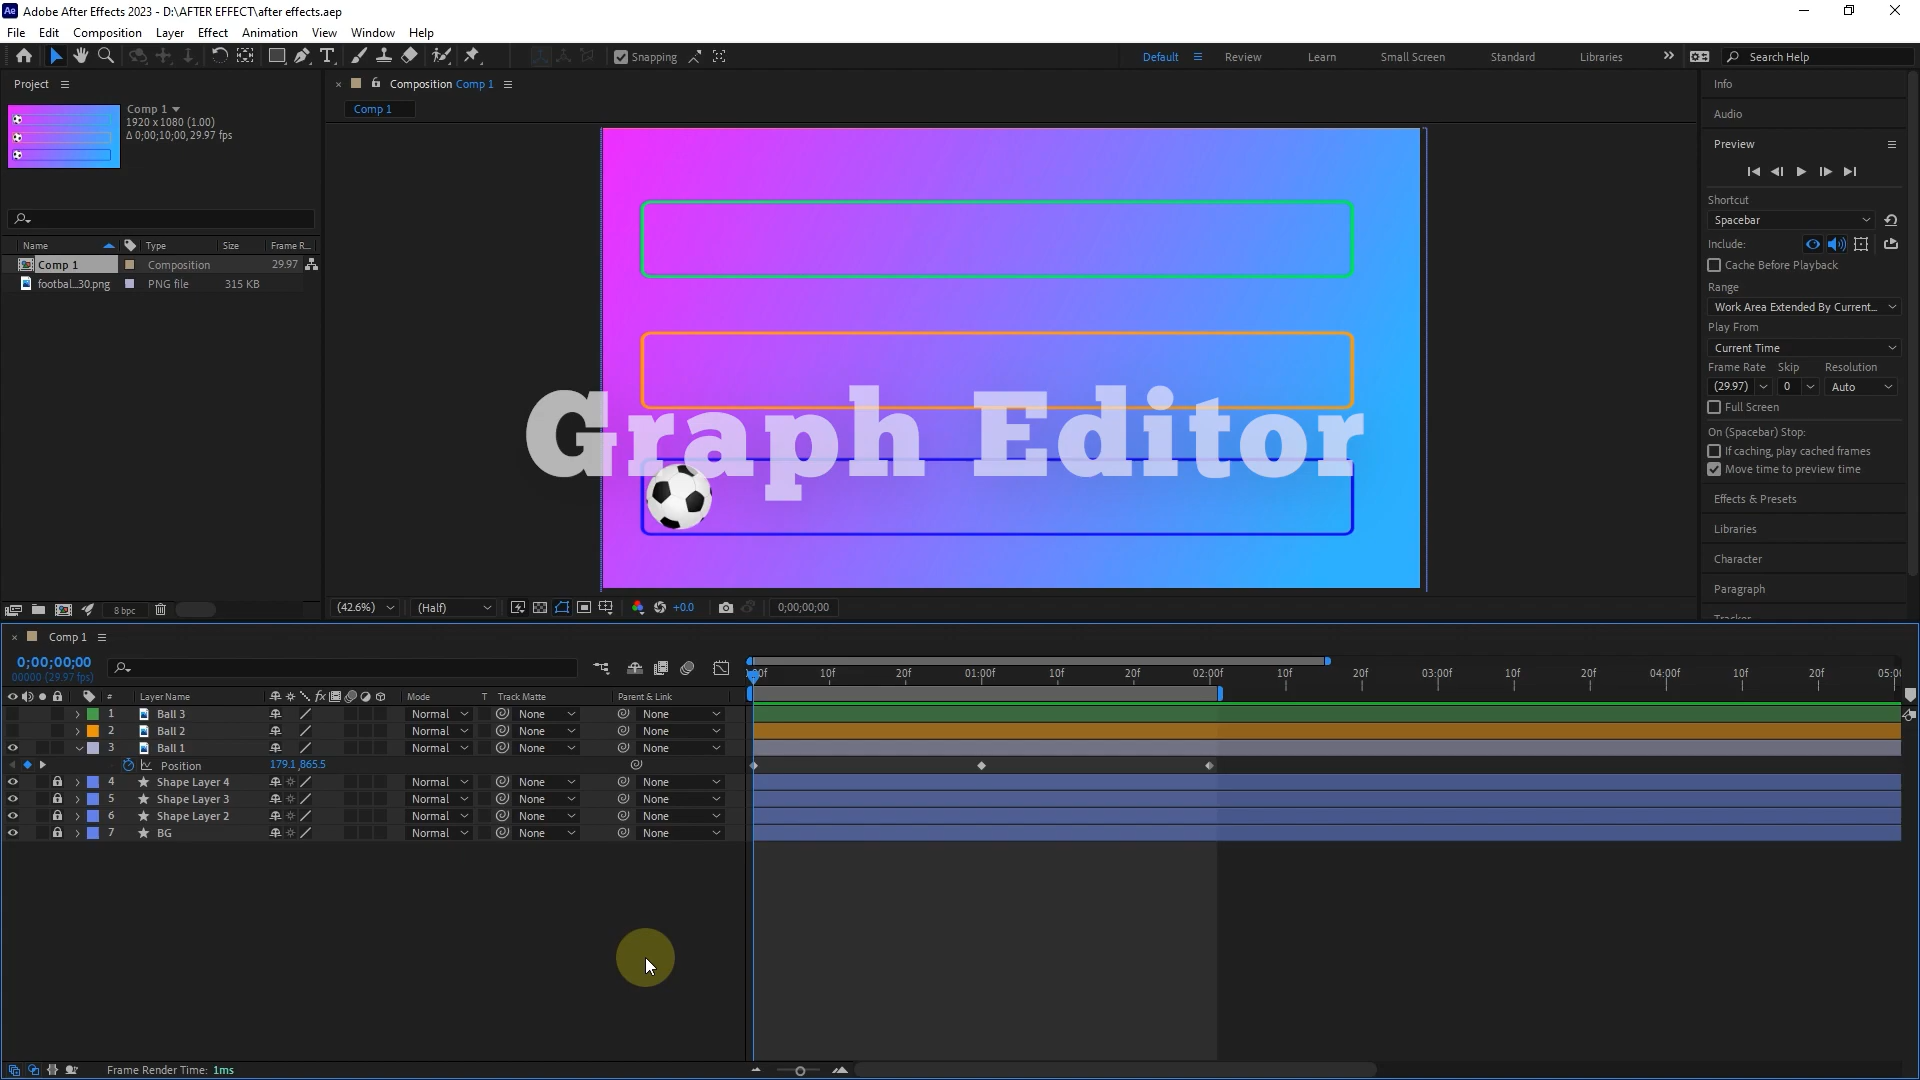 Adobe After Effects 2023 - D:\AFTER EFFECT\after effects.aep
File Edit Composition Layer Effect Animation View Window Help
Snapping Default Review Learn Small Screen Standard Libraries Search Help
Project
Comp 1
1920 x 1080 (1.00)
Δ 0;00;10;00, 29.97 fps
Name Type Size Frame R...
Comp 1 Composition 29.97
footbal...30.png PNG file 315 KB
8 bpc
Composition Comp 1
Comp 1
Graph Editor
(42.6%) (Half) +0.0 0;00;00;00
Info
Audio
Preview
Shortcut
Spacebar
Include:
Cache Before Playback
Range
Work Area Extended By Current...
Play From
Current Time
Frame Rate Skip Resolution
(29.97) 0 Auto
Full Screen
On (Spacebar) Stop:
If caching, play cached frames
Move time to preview time
Effects & Presets
Libraries
Character
Paragraph
Comp 1
0;00;00;00
00000 (29.97 fps)
:00f 10f 20f 01:00f 10f 20f 02:00f 10f 20f 03:00f 10f 20f 04:00f 10f 20f 05:00
# Layer Name fx Mode T Track Matte Parent & Link
1 Ball 3 Normal None None
2 Ball 2 Normal None None
3 Ball 1 Normal None None
Position 179.1,865.5
4 Shape Layer 4 Normal None None
5 Shape Layer 3 Normal None None
6 Shape Layer 2 Normal None None
7 BG Normal None None
Frame Render Time: 1ms